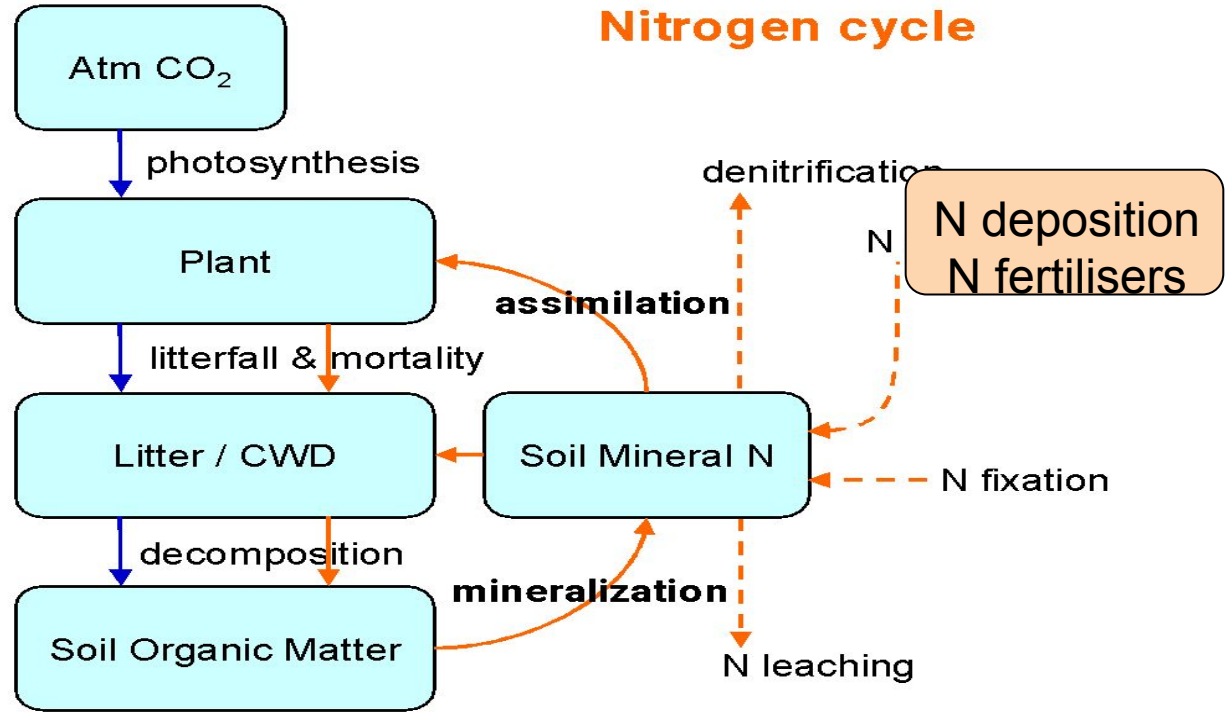 Nitrogen cycle
Atm CO₂
photosynthesis
denitrification
N deposition
N fertilisers
N
Plant
assimilation
litterfall & mortality
Litter / CWD
Soil Mineral N
N fixation
decomposition
mineralization
Soil Organic Matter
N leaching